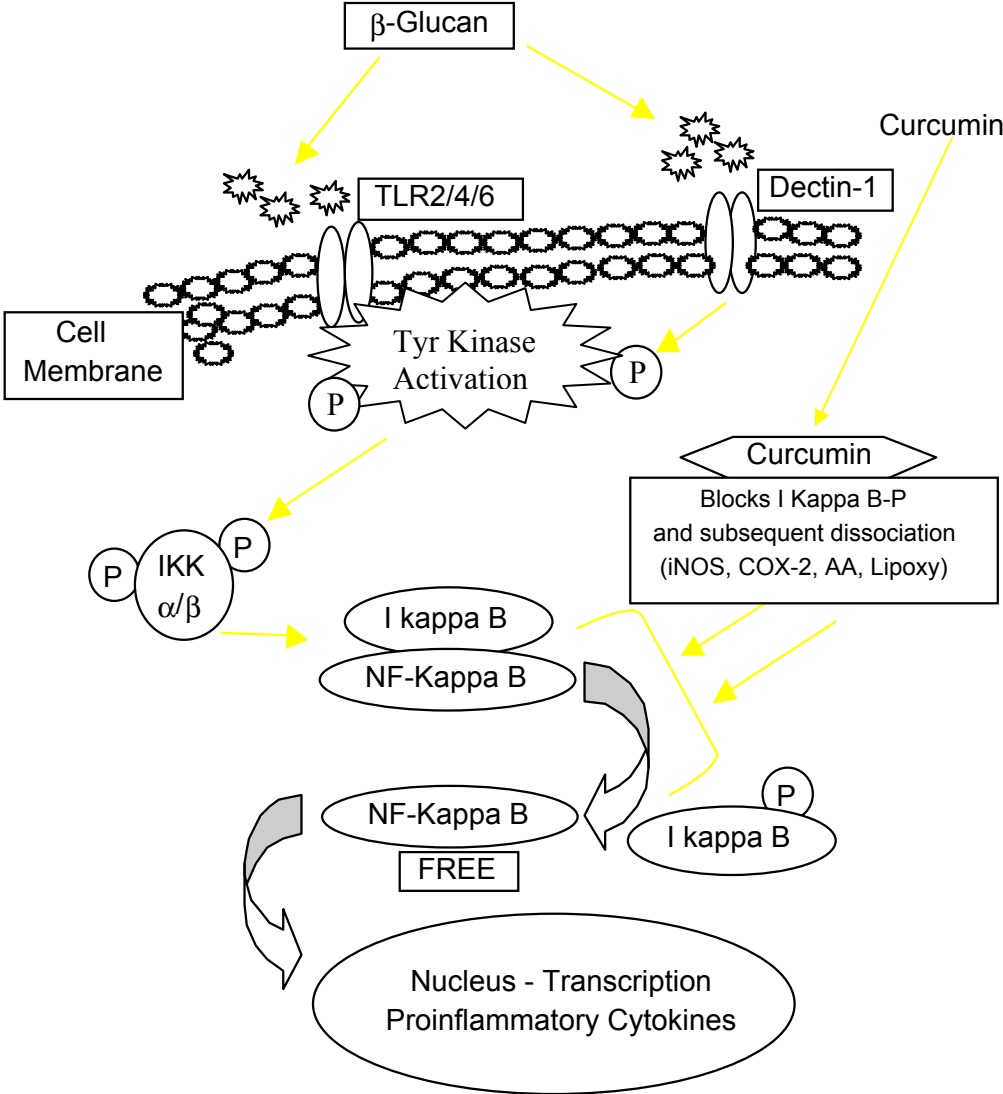 β-Glucan
Curcumin
TLR2/4/6
Dectin-1
Cell
Membrane
Tyr Kinase
Activation
P
P
Curcumin
Blocks I Kappa B-P
and subsequent dissociation
(iNOS, COX-2, AA, Lipoxy)
P
P
IKK
α/β
I kappa B
NF-Kappa B
NF-Kappa B
FREE
P
I kappa B
Nucleus - Transcription
Proinflammatory Cytokines